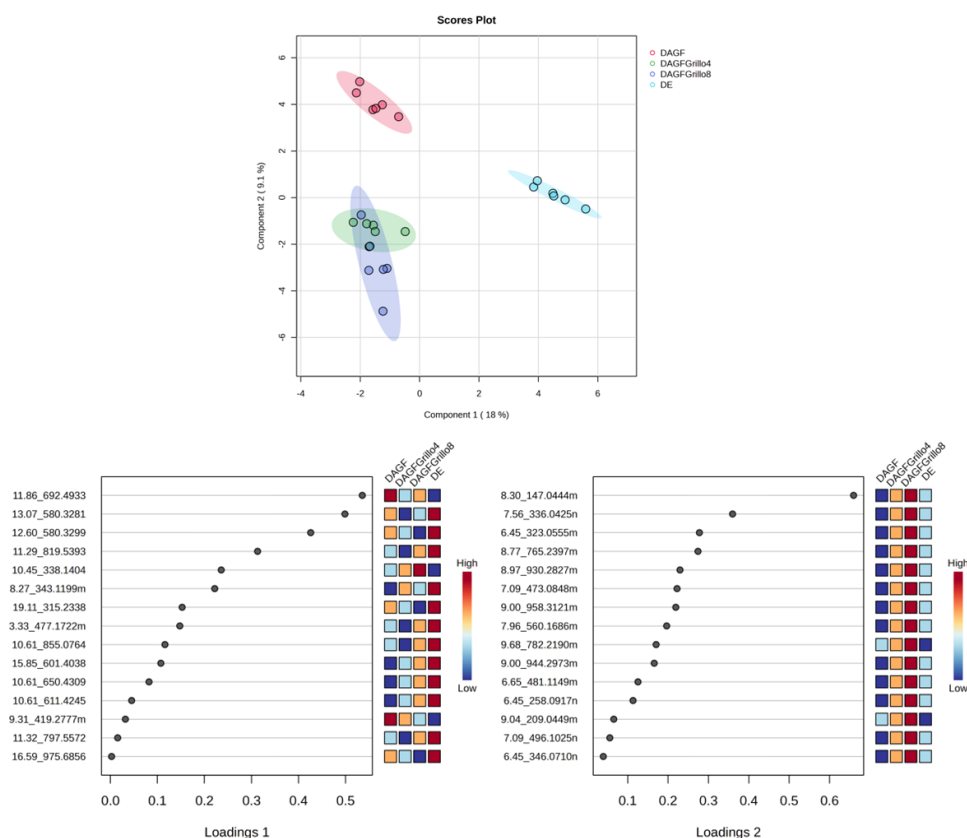 Scores Plot
DAGF
DAGFGrillo4
DAGFGrillo8
DE
6
4
2
0
-2
-4
-6
Component 2 ( 9.1 %)
-4
-2
0
2
4
6
Component 1 ( 18 %)
DAGF
DAGFGrillo4
DAGFGrillo8
DE
11.86_692.4933
13.07_580.3281
12.60_580.3299
11.29_819.5393
10.45_338.1404
8.27_343.1199m
19.11_315.2338
3.33_477.1722m
10.61_855.0764
15.85_601.4038
10.61_650.4309
10.61_611.4245
9.31_419.2777m
11.32_797.5572
16.59_975.6856
High
Low
0.0
0.1
0.2
0.3
0.4
0.5
Loadings 1
DAGF
DAGFGrillo4
DAGFGrillo8
DE
8.30_147.0444m
7.56_336.0425n
6.45_323.0555m
8.77_765.2397m
8.97_930.2827m
7.09_473.0848m
9.00_958.3121m
7.96_560.1686m
9.68_782.2190m
9.00_944.2973m
6.65_481.1149m
6.45_258.0917n
9.04_209.0449m
7.09_496.1025n
6.45_346.0710n
High
Low
0.1
0.2
0.3
0.4
0.5
0.6
Loadings 2